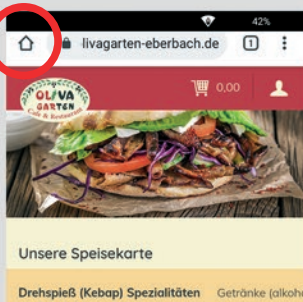 42%
livagarten-eberbach.de
1
OLIVA
GARTEN
Cafe & Restaurant
0,00
Unsere Speisekarte
Drehspieß (Kebap) Spezialitäten
Getränke (alkoho